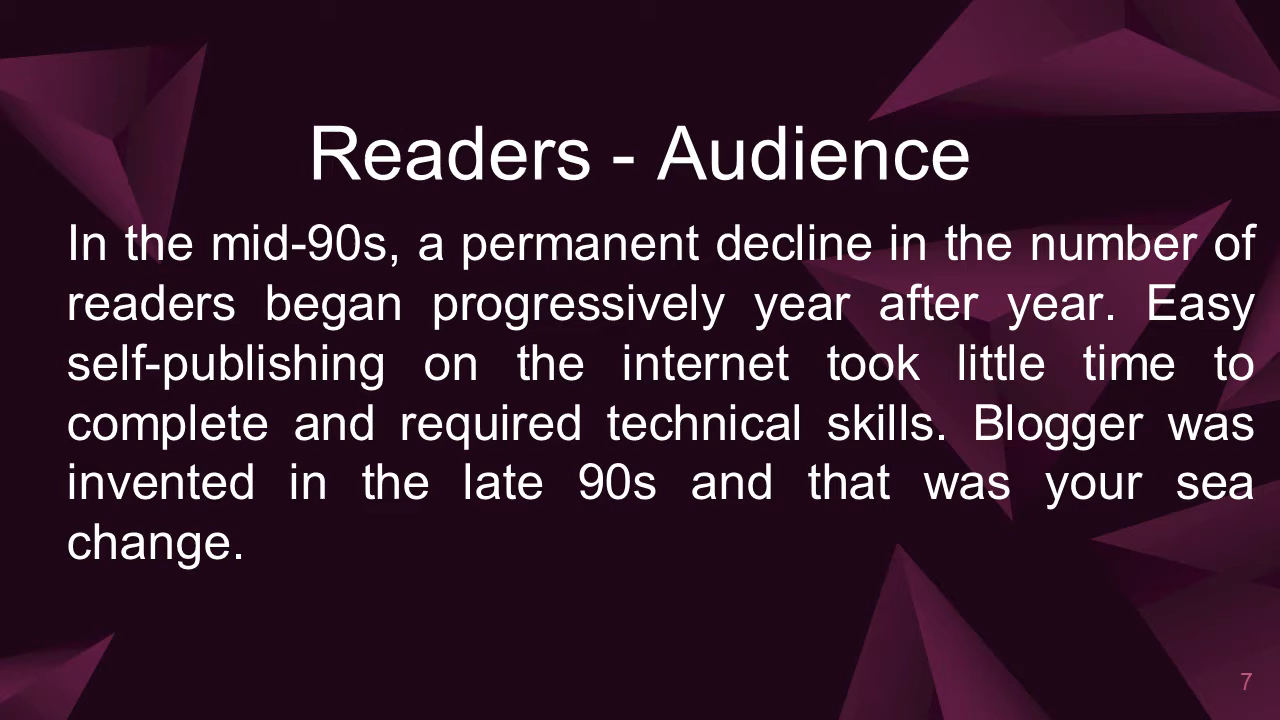 Readers - Audience
In the mid-90s, a permanent decline in the number of
readers began progressively year after year. Easy
self-publishing on the internet took little time to
complete and required technical skills. Blogger was
invented in the late 90s and that was your sea
change.
7